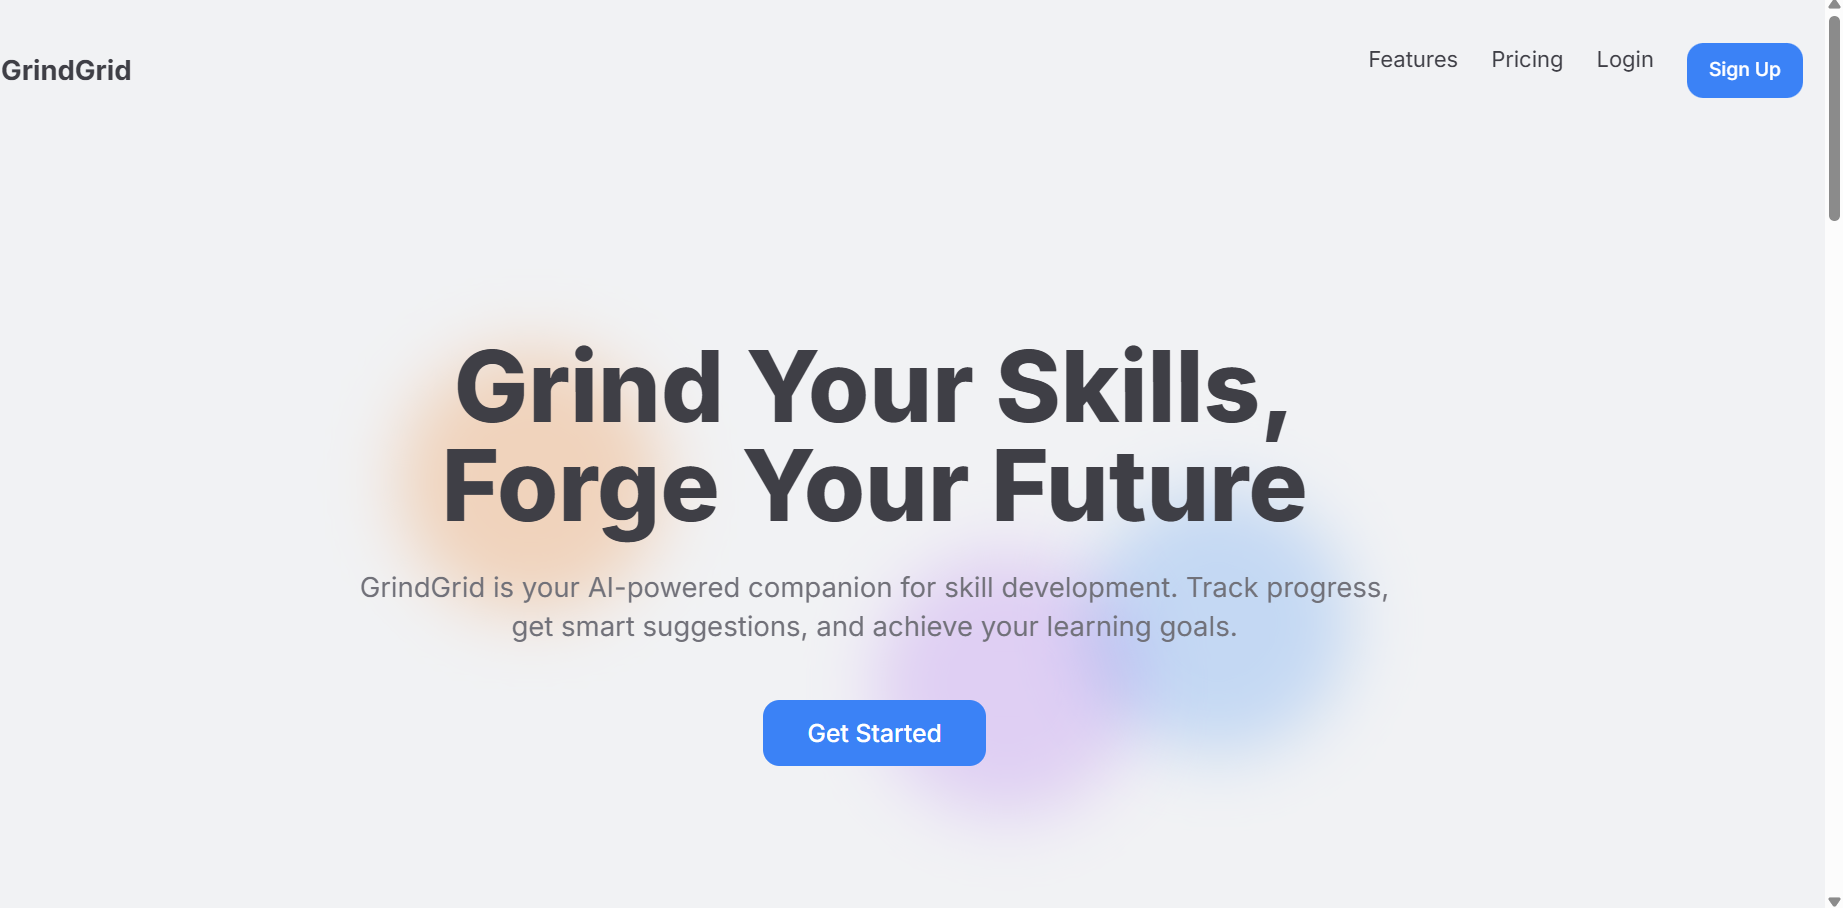 GrindGrid
Features
Pricing
Login
Sign Up
Grind Your Skills,
Forge Your Future
GrindGrid is your AI-powered companion for skill development. Track progress,
get smart suggestions, and achieve your learning goals.
Get Started